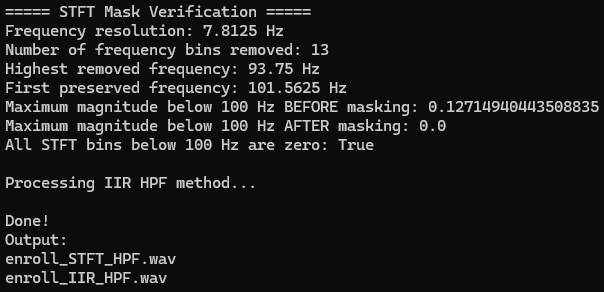 ===== STFT Mask Verification =====
Frequency resolution: 7.8125 Hz
Number of frequency bins removed: 13
Highest removed frequency: 93.75 Hz
First preserved frequency: 101.5625 Hz
Maximum magnitude below 100 Hz BEFORE masking: 0.12714940443508835
Maximum magnitude below 100 Hz AFTER masking: 0.0
All STFT bins below 100 Hz are zero: True
Processing IIR HPF method...
Done!
Output:
enroll_STFT_HPF.wav
enroll_IIR_HPF.wav